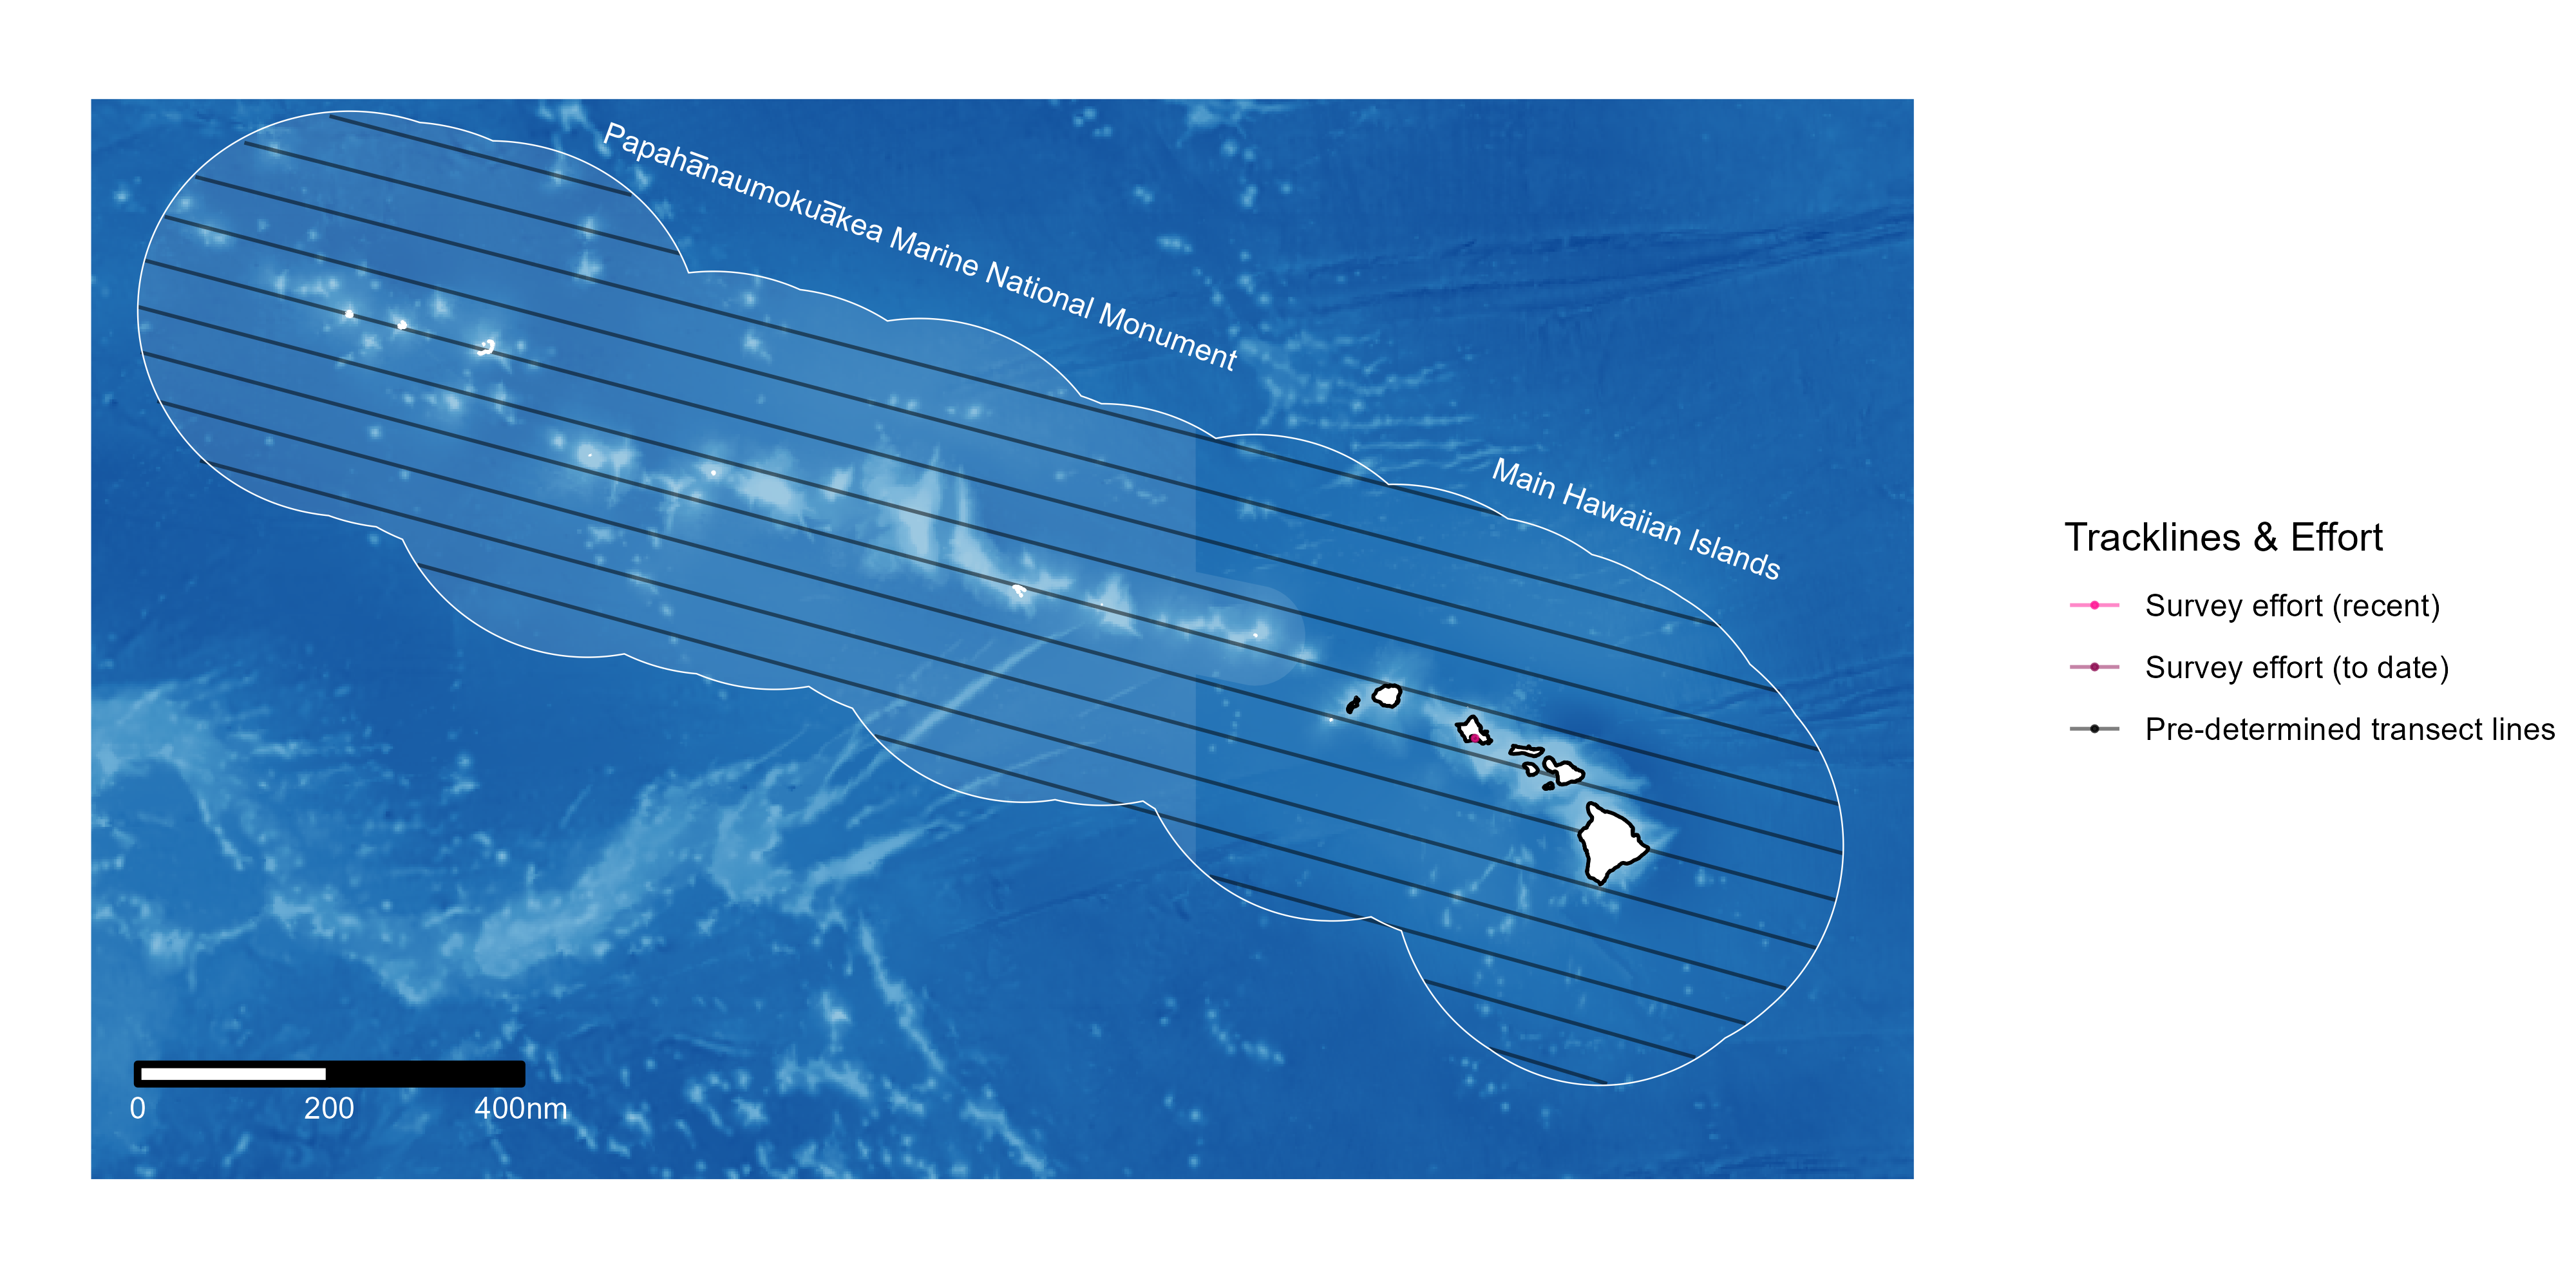 Papahānaumokuākea Marine National Monument
Main Hawaiian Islands
Tracklines & Effort
Survey effort (recent)
Survey effort (to date)
Pre-determined transect lines
0 200 400nm